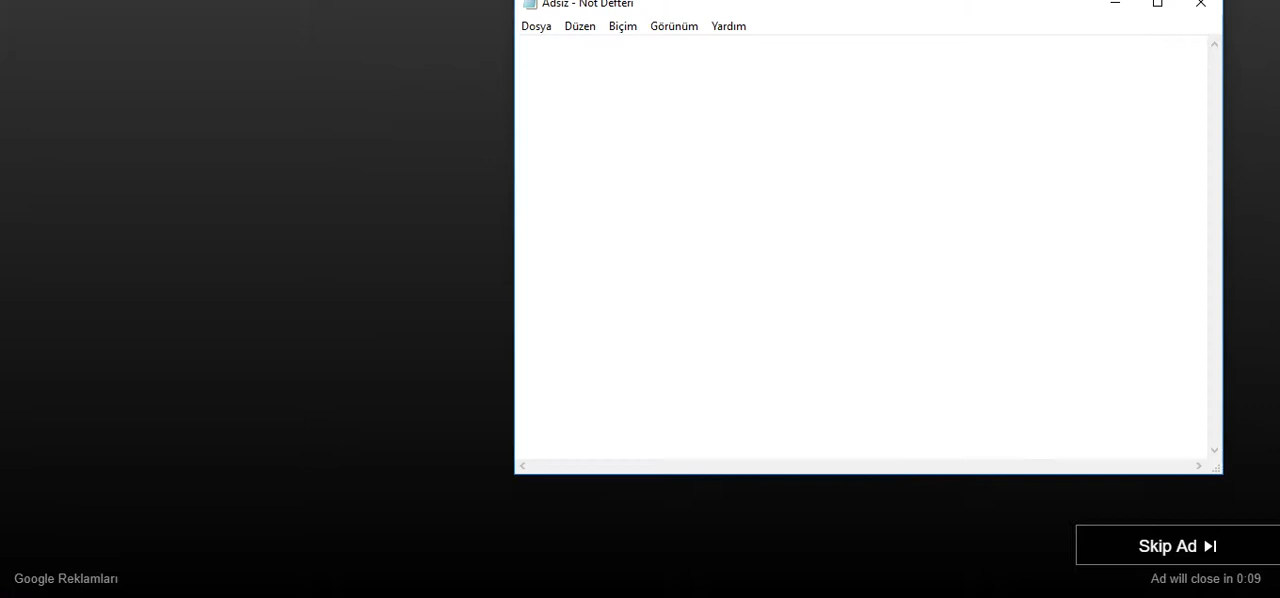 Adsız - Not Defteri
Dosya Düzen Biçim Görünüm Yardım
Skip Ad
Google Reklamları
Ad will close in 0:09